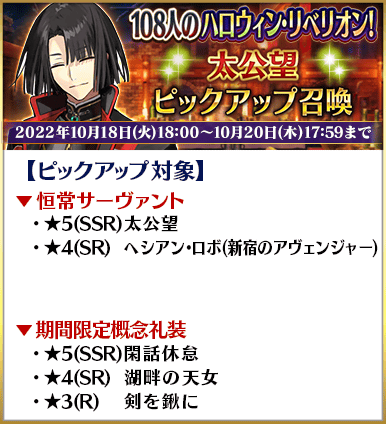 108人のハロウィン・リベリオン!
太公望
ピックアップ召喚
2022年10月18日(火)18:00～10月20日(木)17:59まで
【ピックアップ対象】
▼恒常サーヴァント
・★5(SSR)太公望
・★4(SR) ヘシアン・ロボ(新宿のアヴェンジャー)
▼期間限定概念礼装
・★5(SSR)閑話休怠
・★4(SR) 湖畔の天女
・★3(R) 剣を鍬に